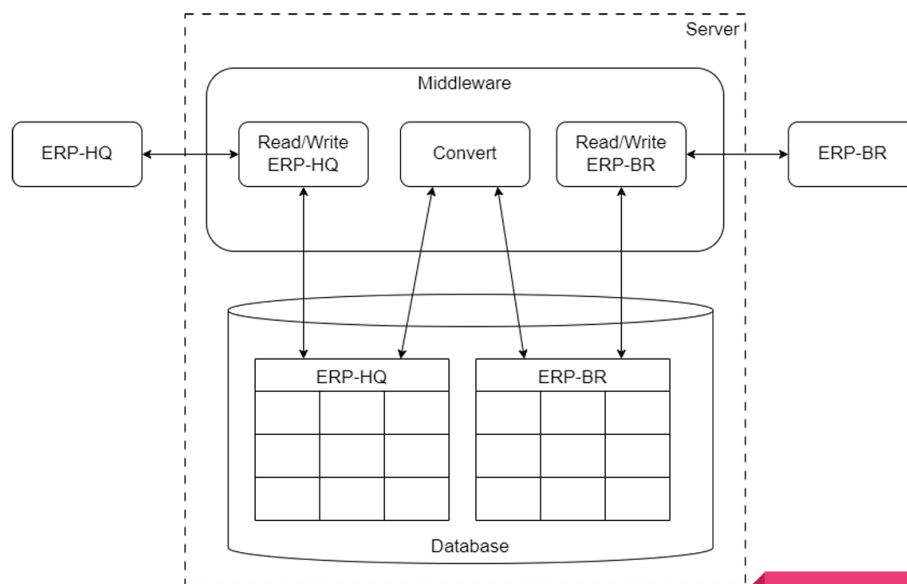 Server
Middleware
ERP-HQ
Read/Write
ERP-HQ
Convert
Read/Write
ERP-BR
ERP-BR
ERP-HQ
ERP-BR
Database